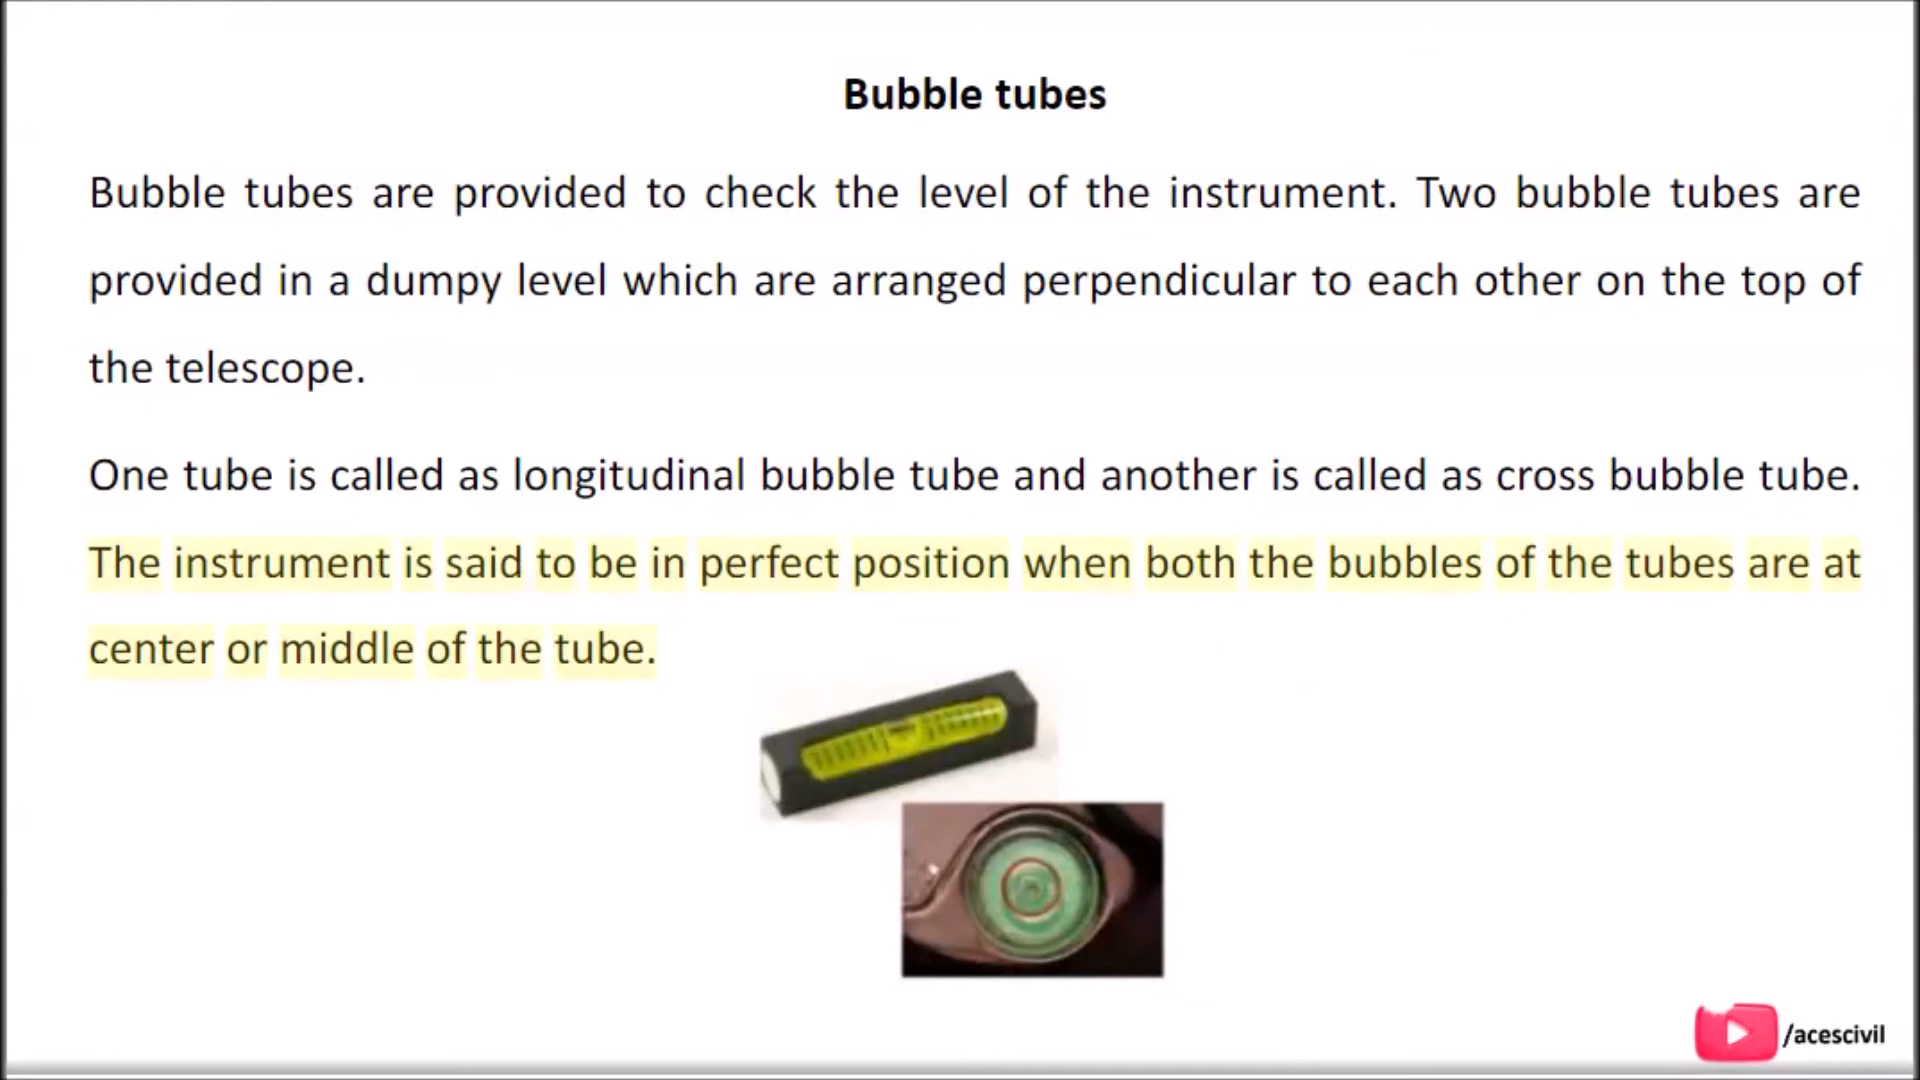 Bubble tubes
Bubble tubes are provided to check the level of the instrument. Two bubble tubes are
provided in a dumpy level which are arranged perpendicular to each other on the top of
the telescope.
One tube is called as longitudinal bubble tube and another is called as cross bubble tube.
The instrument is said to be in perfect position when both the bubbles of the tubes are at
center or middle of the tube.
/acescivil